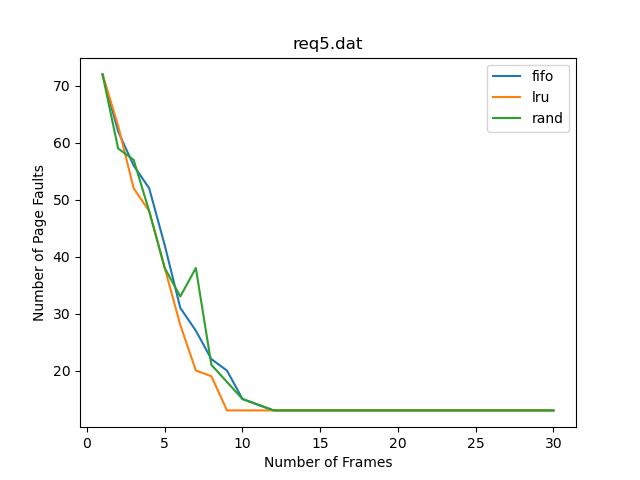 req5.dat
fifo
lru
rand
Number of Page Faults
70
60
50
40
30
20
0 5 10 15 20 25 30
Number of Frames